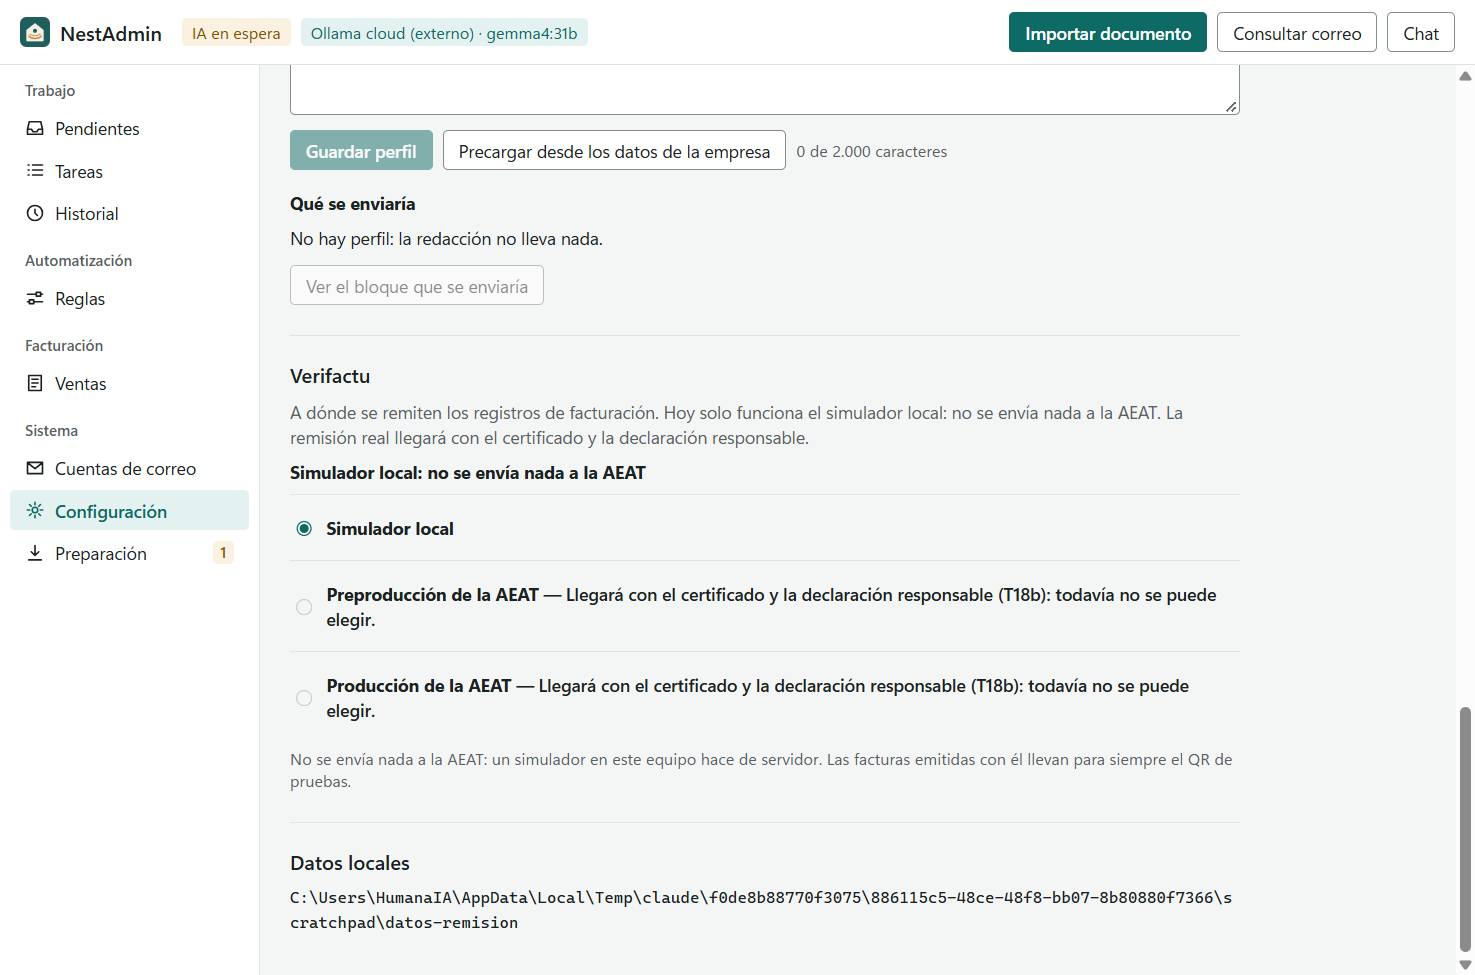 NestAdmin
IA en espera
Ollama cloud (externo) · gemma4:31b
Importar documento
Consultar correo
Chat
Trabajo
Pendientes
Tareas
Historial
Automatización
Reglas
Facturación
Ventas
Sistema
Cuentas de correo
Configuración
Preparación
1
Guardar perfil
Precargar desde los datos de la empresa
0 de 2.000 caracteres
Qué se enviaría
No hay perfil: la redacción no lleva nada.
Ver el bloque que se enviaría
Verifactu
A dónde se remiten los registros de facturación. Hoy solo funciona el simulador local: no se envía nada a la AEAT. La
remisión real llegará con el certificado y la declaración responsable.
Simulador local: no se envía nada a la AEAT
Simulador local
Preproducción de la AEAT — Llegará con el certificado y la declaración responsable (T18b): todavía no se puede
elegir.
Producción de la AEAT — Llegará con el certificado y la declaración responsable (T18b): todavía no se puede
elegir.
No se envía nada a la AEAT: un simulador en este equipo hace de servidor. Las facturas emitidas con él llevan para siempre el QR de
pruebas.
Datos locales
C:\Users\HumanaIA\AppData\Local\Temp\claude\f0de8b88770f3075\886115c5-48ce-48f8-bb07-8b80880f7366\s
cratchpad\datos-remision